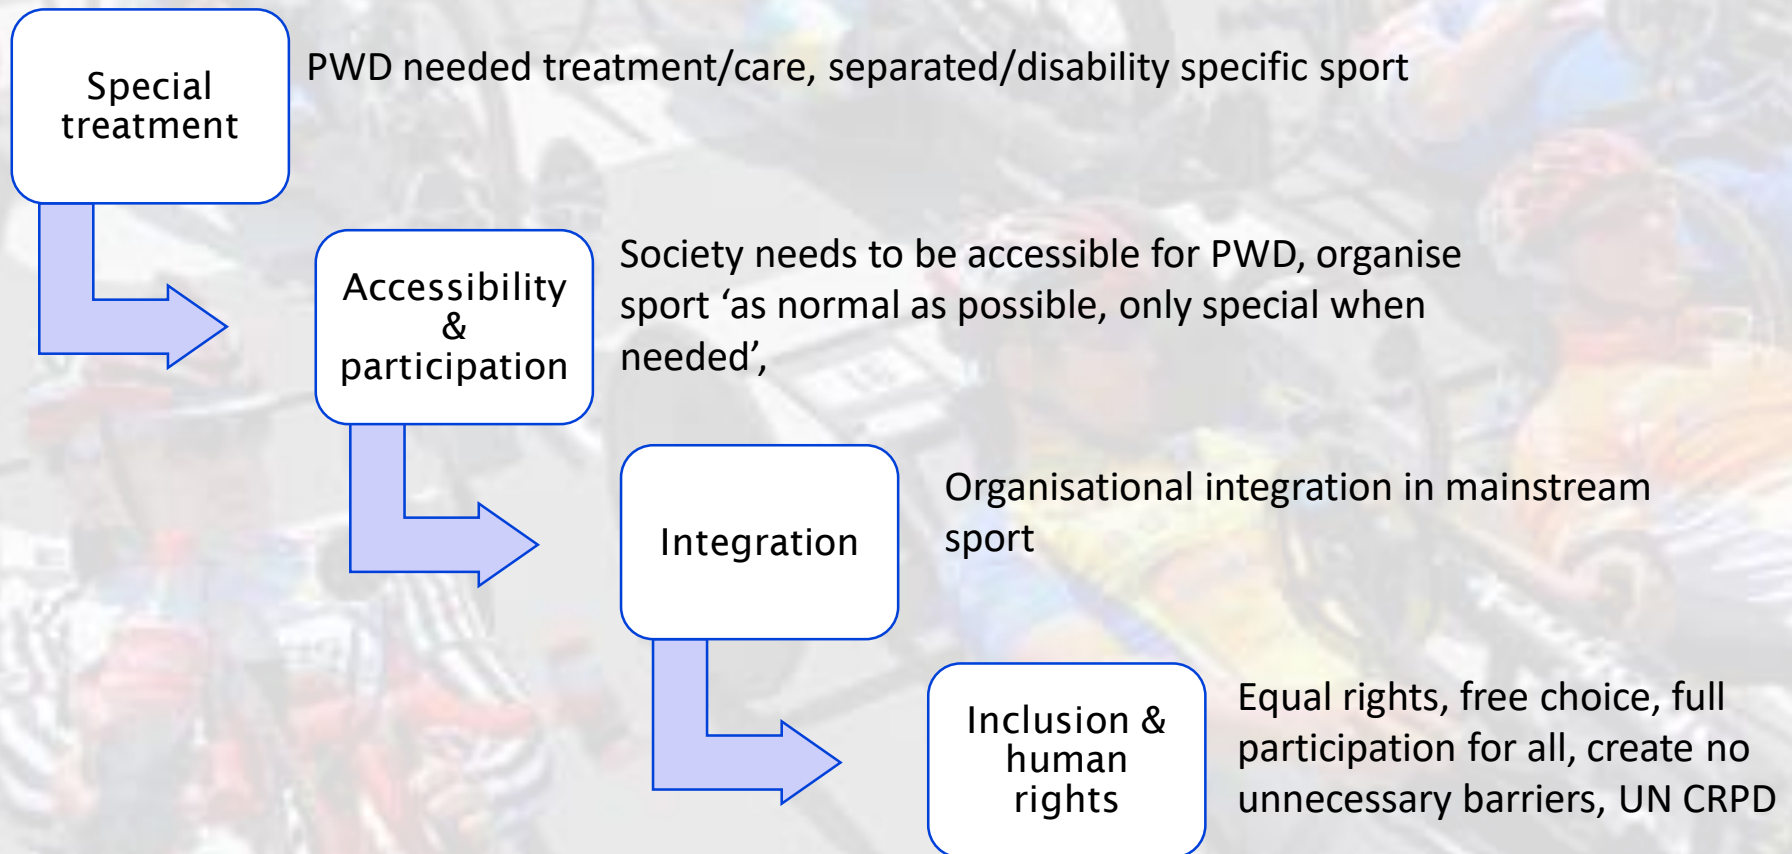 Special
treatment
PWD needed treatment/care, separated/disability specific sport
Accessibility
&
participation
Society needs to be accessible for PWD, organise
sport ‘as normal as possible, only special when
needed’,
Integration
Organisational integration in mainstream
sport
Inclusion &
human
rights
Equal rights, free choice, full
participation for all, create no
unnecessary barriers, UN CRPD